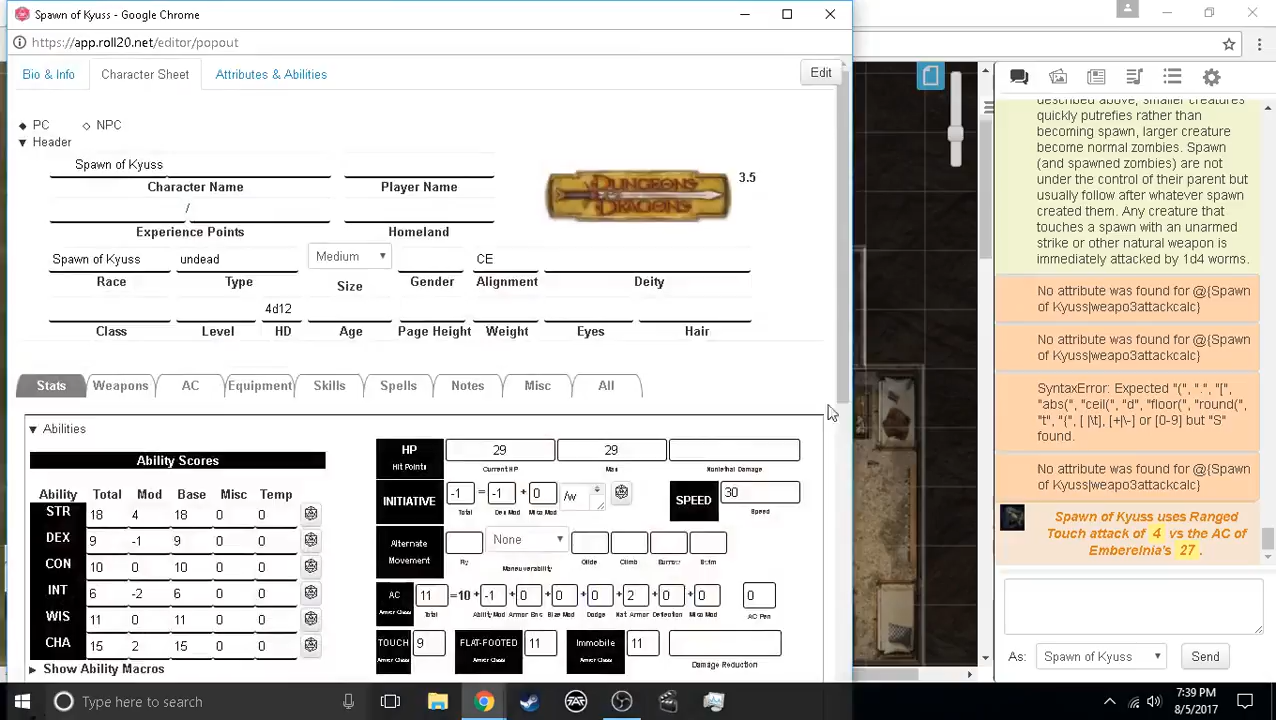 Spawn of Kyuss - Google Chrome
https://app.roll20.net/editor/popout
Bio & Info
Character Sheet
Attributes & Abilities
Edit
PC
NPC
Header
Spawn of Kyuss
Character Name
Player Name
DUNGEONS DRAGONS
3.5
/
Experience Points
Homeland
Spawn of Kyuss
undead
Medium
CE
Race
Type
Size
Gender
Alignment
Deity
4d12
Class
Level
HD
Age
Page Height
Weight
Eyes
Hair
Stats
Weapons
AC
Equipment
Skills
Spells
Notes
Misc
All
Abilities
Ability Scores
Ability Total Mod Base Misc Temp
STR 18 4 18 0 0
DEX 9 -1 9 0 0
CON 10 0 10 0 0
INT 6 -2 6 0 0
WIS 11 0 11 0 0
CHA 15 2 15 0 0
Show Ability Macros
HP 29 29
Hit Points Current HP Max Nonlethal Damage
INITIATIVE -1 = -1 + 0 /w
Total Dex Mod Misc Mod
SPEED 30
Speed
Alternate Movement None
Fly Maneuverability Glide Climb Burrow Swim
AC 11 =10 + -1 + 0 + 0 + 0 + 2 + 0 + 0 0
Armor Class Total Ability Mod Armor Bns Size Mod Dodge Nat Armor Deflection Misc Mod AC Pen
TOUCH 9 FLAT-FOOTED 11 Immobile 11
Armor Class Armor Class Armor Class Damage Reduction
described above, smaller creatures
quickly putrefies rather than
becoming spawn, larger creature
become normal zombies. Spawn
(and spawned zombies) are not
under the control of their parent but
usually follow after whatever spawn
created them. Any creature that
touches a spawn with an unarmed
strike or other natural weapon is
immediately attacked by 1d4 worms.
No attribute was found for @{Spawn
of Kyuss|weapo3attackcalc}
No attribute was found for @{Spawn
of Kyuss|weapo3attackcalc}
SyntaxError: Expected "(", ".", "[",
"abs(", "ceil(", "d", "floor(", "round(",
"t", "{", [ |\t], [+|\-] or [0-9] but "S"
found.
No attribute was found for @{Spawn
of Kyuss|weapo3attackcalc}
Spawn of Kyuss uses Ranged
Touch attack of 4 vs the AC of
Embereinia's 27 .
As:
Spawn of Kyuss
Send
Type here to search
7:39 PM
8/5/2017